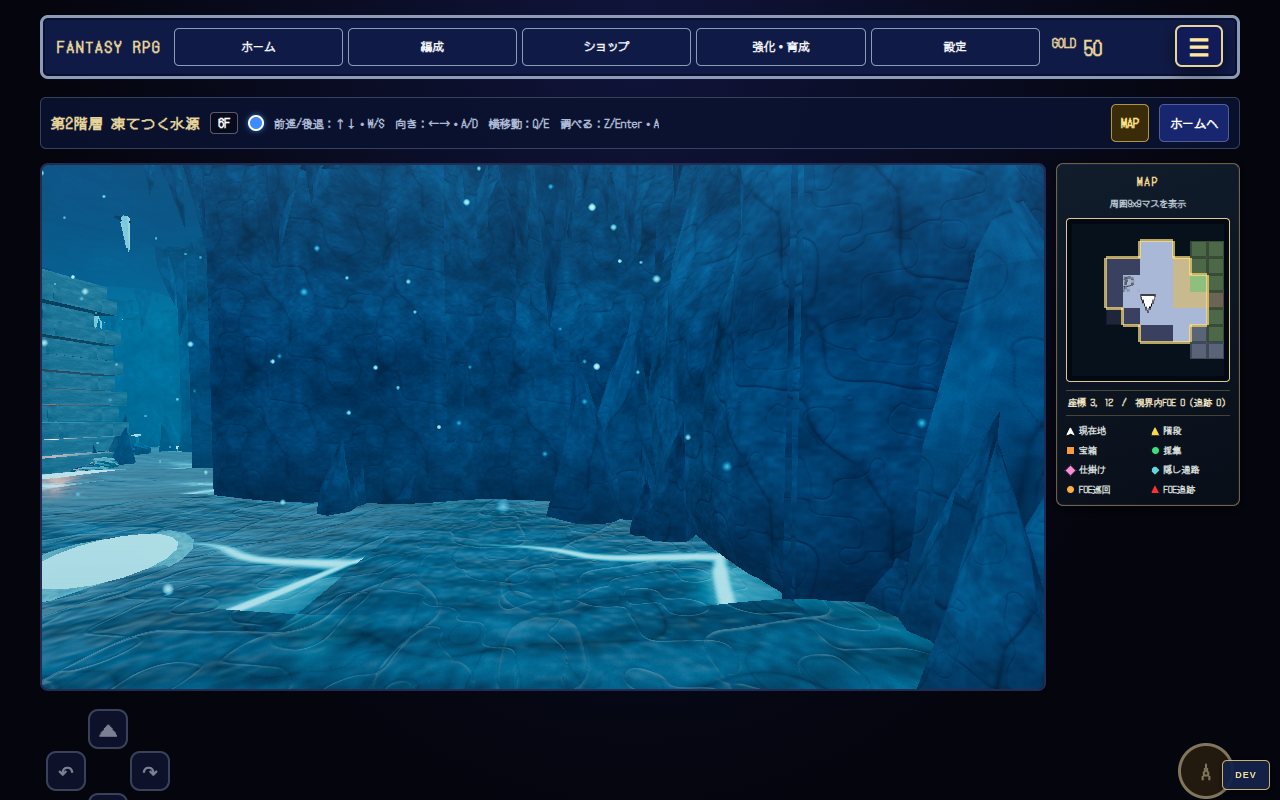 FANTASY RPG
ホーム
編成
ショップ
強化・育成
設定
GOLD 50
第2階層 凍てつく水源
6F
前進/後退：↑↓・W/S 向き：←→・A/D 横移動：Q/E 調べる：Z/Enter・A
MAP
ホームへ
MAP
周囲9x9マスを表示
座標 3, 12 / 視界内FOE 0 (追跡 0)
現在地
階段
宝箱
採集
仕掛け
隠し通路
FOE巡回
FOE追跡
A
DEV